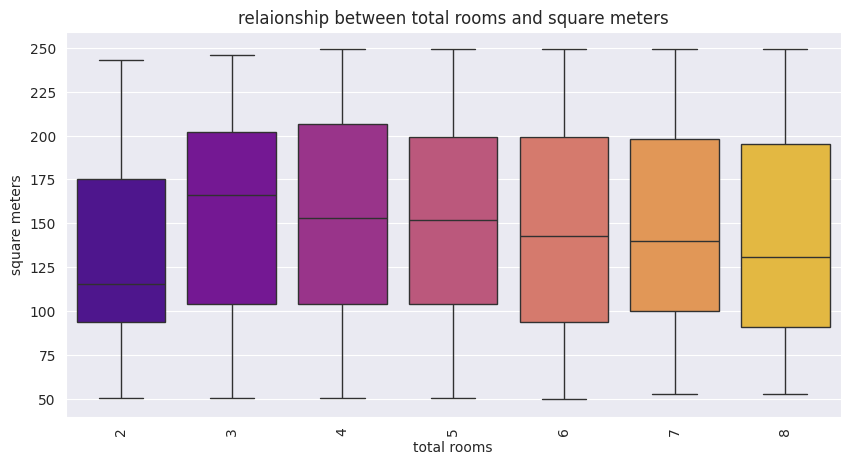 relaionship between total rooms and square meters
250
225
200
175
150
125
100
75
50
square meters
2 3 4 5 6 7 8
total rooms